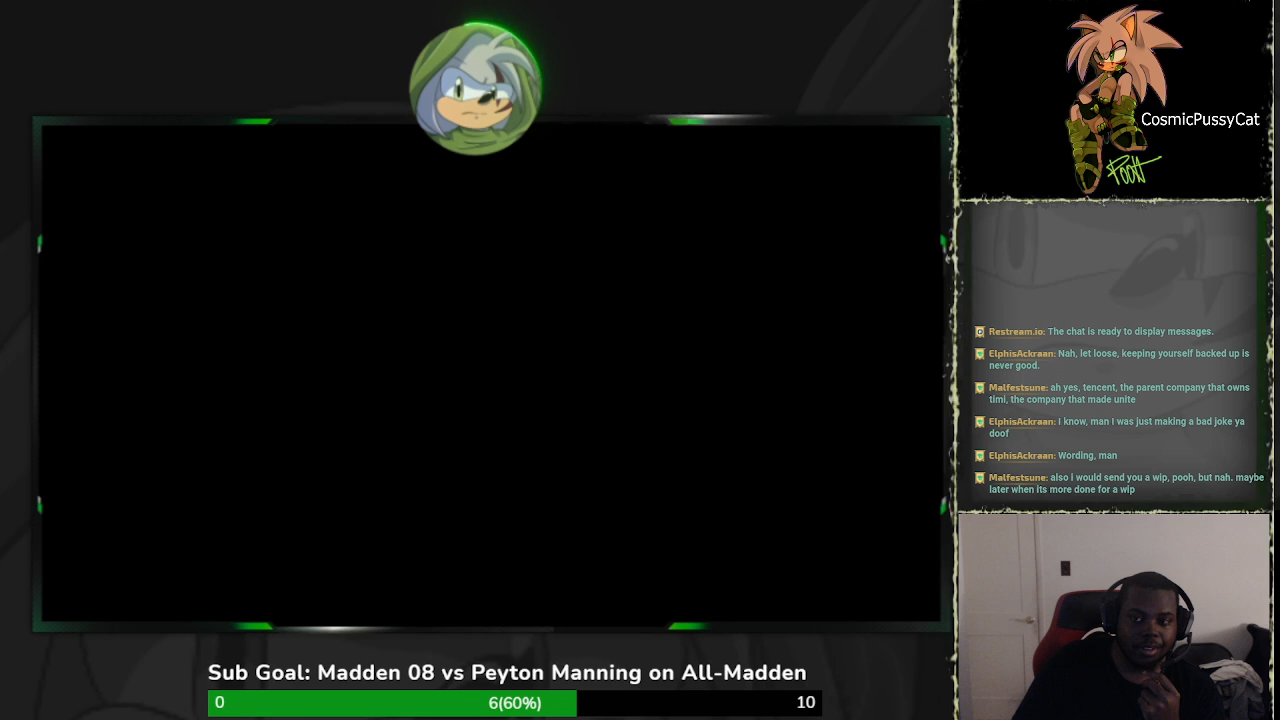 CosmicPussyCat
Pooh
Restream.io: The chat is ready to display messages.
ElphisAckraan: Nah, let loose, keeping yourself backed up is
never good.
Malfestsune: ah yes, tencent, the parent company that owns
timi, the company that made unite
ElphisAckraan: I know, man I was just making a bad joke ya
doof
ElphisAckraan: Wording, man
Malfestsune: also i would send you a wip, pooh, but nah. maybe
later when its more done for a wip
Sub Goal: Madden 08 vs Peyton Manning on All-Madden
0 6(60%) 10